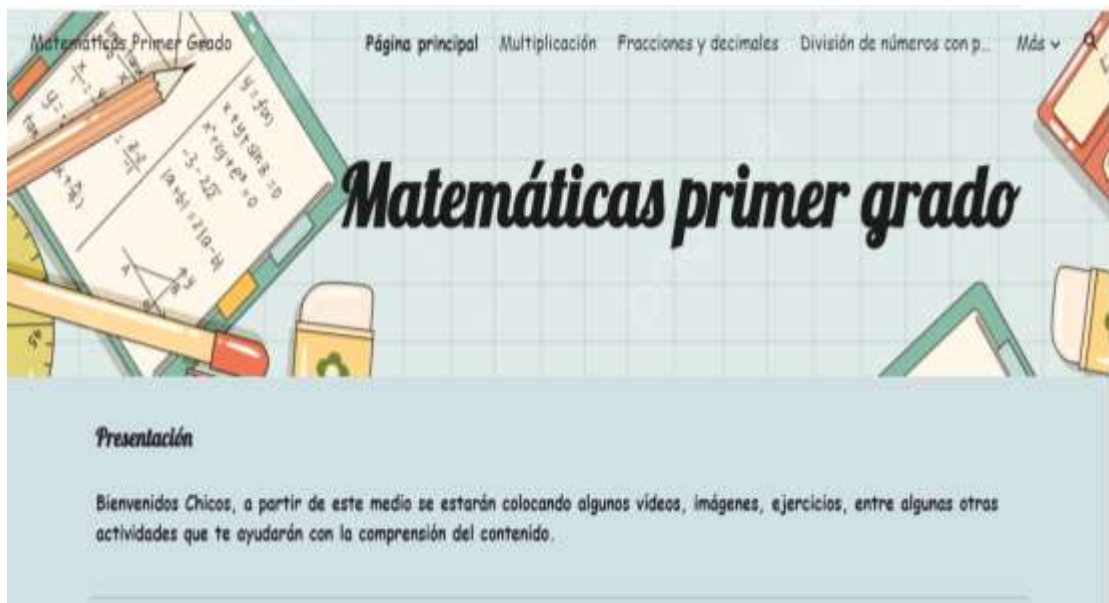 Matemáticas Primer Grado
Página principal Multiplicación Fracciones y decimales División de números con p... Más
Matemáticas primer grado
y = f(x)
Presentación
Bienvenidos Chicos, a partir de este medio se estarán colocando algunos vídeos, imágenes, ejercicios, entre algunas otras
actividades que te ayudarán con la comprensión del contenido.